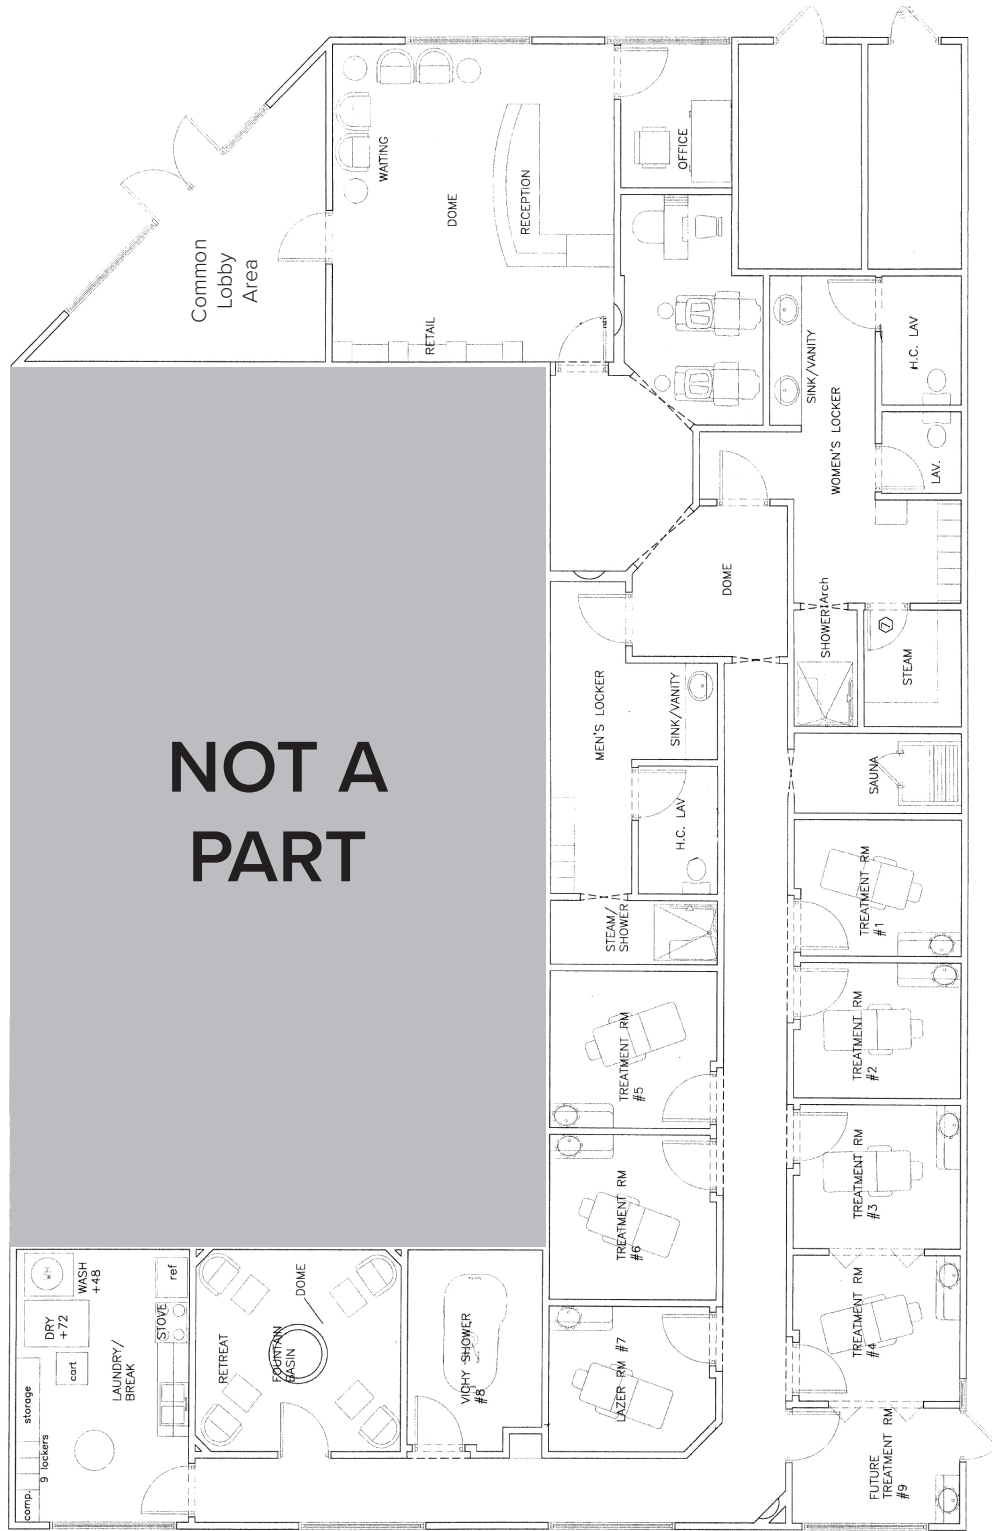 WAITING
DOME
RECEPTION
OFFICE
Common
Lobby
Area
RETAIL
SINK/VANITY
H.C. LAV
WOMEN'S LOCKER
LAV.
DOME
SHOWER
Arch
7
STEAM
MEN'S LOCKER
SINK/VANITY
NOT A
PART
SAUNA
H.C. LAV
STEAM/
SHOWER
TREATMENT RM
#1
TREATMENT RM
#2
TREATMENT RM
#5
TREATMENT RM
#3
TREATMENT RM
#6
WH
WASH
+48
ref
DRY
+72
STOVE
cart
LAUNDRY/
BREAK
storage
9 lockers
comp.
DOME
RETREAT
FOUNTAIN
BASIN
VICHY SHOWER
#8
LAZER RM #7
TREATMENT RM
#4
FUTURE
TREATMENT RM
#9